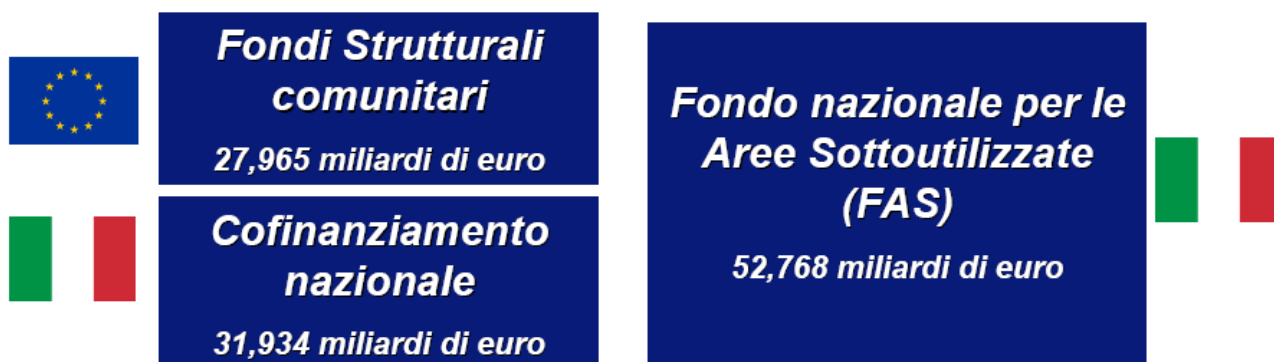 Fondi Strutturali
comunitari
27,965 miliardi di euro
Cofinanziamento
nazionale
31,934 miliardi di euro
Fondo nazionale per le
Aree Sottoutilizzate
(FAS)
52,768 miliardi di euro